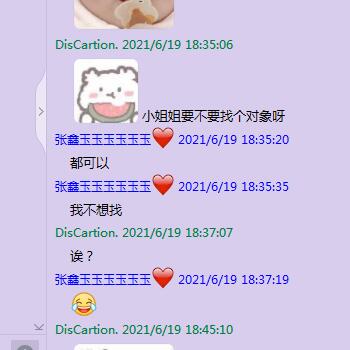 DisCartion. 2021/6/19 18:35:06
小姐姐要不要找个对象呀
张鑫玉玉玉玉玉玉❤️ 2021/6/19 18:35:20
都可以
张鑫玉玉玉玉玉玉❤️ 2021/6/19 18:35:35
我不想找
DisCartion. 2021/6/19 18:37:07
诶？
张鑫玉玉玉玉玉玉❤️ 2021/6/19 18:37:19
😂
DisCartion. 2021/6/19 18:45:10